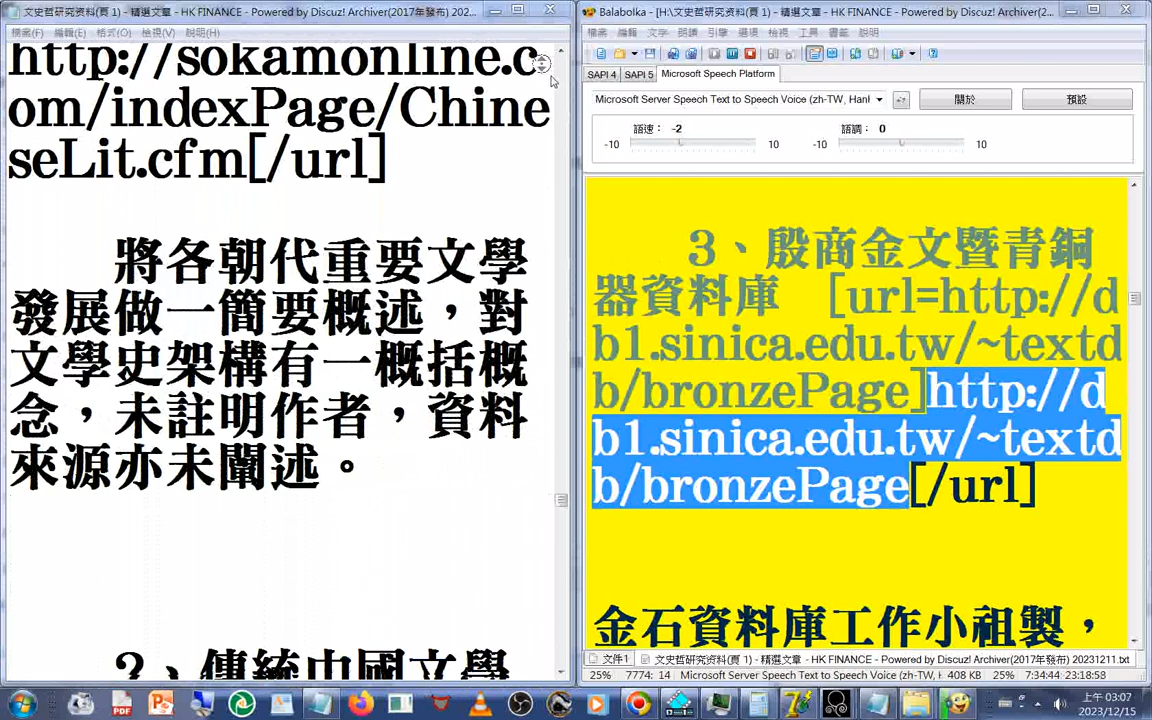 文史哲研究资料(頁 1) - 精選文章 - HK FINANCE - Powered by Discuz! Archiver(2017年發布) 202...
檔案(F) 編輯(E) 格式(O) 檢視(V) 說明(H)
http://sokamonline.c
om/indexPage/Chine
seLit.cfm[/url]
將各朝代重要文學
發展做一簡要概述，對
文學史架構有一概括概
念，未註明作者，資料
來源亦未闡述。
2、傳統中國文學
Balabolka - [H:\文史哲研究资料(頁 1) - 精選文章 - HK FINANCE - Powered by Discuz! Archiver(2...
檔案 編輯 文字 朗讀 引擎 選項 檢視 工具 書籤 說明
SAPI 4 SAPI 5 Microsoft Speech Platform
Microsoft Server Speech Text to Speech Voice (zh-TW, Hanl 關於 預設
語速： -2 語調： 0
-10 10 -10 10
3、殷商金文暨青銅
器資料庫 [url=http://d
b1.sinica.edu.tw/~textd
b/bronzePage]http://d
b1.sinica.edu.tw/~textd
b/bronzePage[/url]
金石資料庫工作小祖製，
文件1 文史哲研究资料(頁 1) - 精選文章 - HK FINANCE - Powered by Discuz! Archiver(2017年發布) 20231211.txt
25% 7774: 14 Microsoft Server Speech Text to Speech Voice (zh-TW, H 408 KB 25% 7:34:44-23:18:58
上午 03:07
2023/12/15